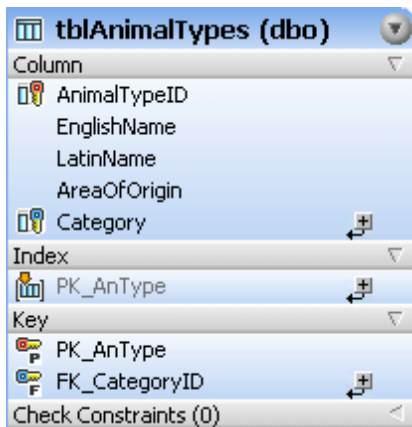 tblAnimalTypes (dbo)
Column
AnimalTypeID
EnglishName
LatinName
AreaOfOrigin
Category
Index
PK_AnType
Key
P PK_AnType
F FK_CategoryID
Check Constraints (0)